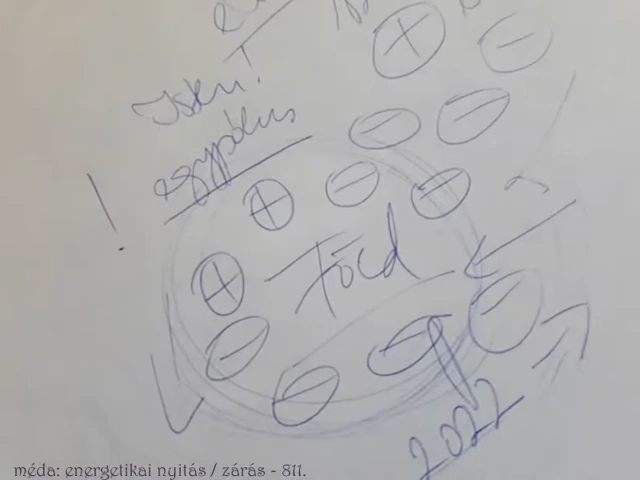 Isten!
egypólus
!
Föld
2022
méda: energetikai nyitás / zárás - 811.